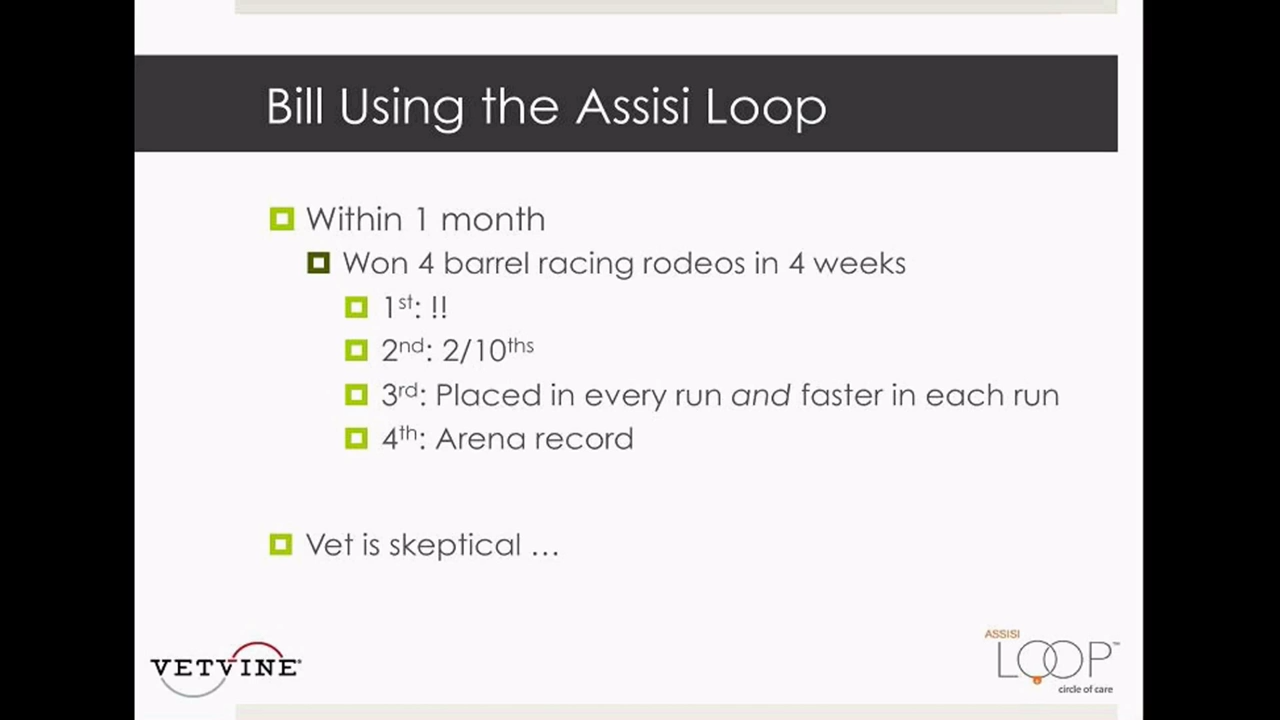 Bill Using the Assisi Loop
Within 1 month
Won 4 barrel racing rodeos in 4 weeks
1st: !!
2nd: 2/10ths
3rd: Placed in every run and faster in each run
4th: Arena record
Vet is skeptical …
VETVINE®
ASSISI
LOOP™
circle of care